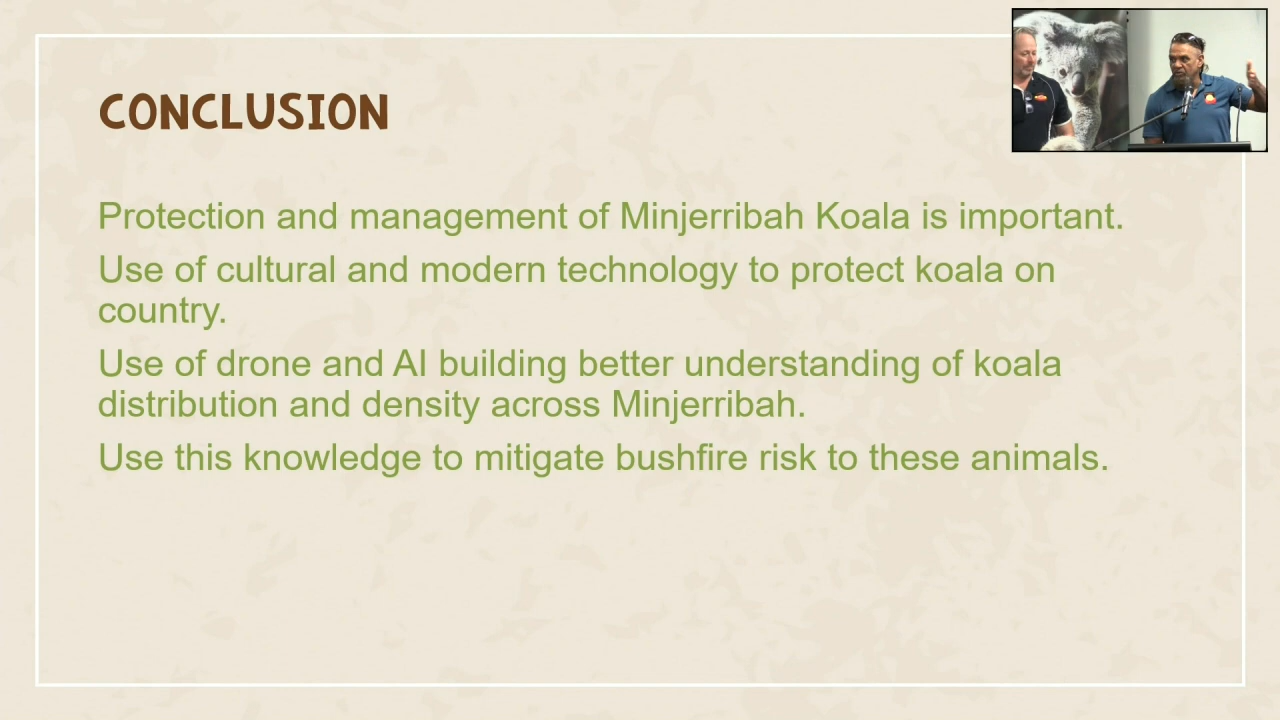 CONCLUSION
Protection and management of Minjerribah Koala is important.
Use of cultural and modern technology to protect koala on
country.
Use of drone and AI building better understanding of koala
distribution and density across Minjerribah.
Use this knowledge to mitigate bushfire risk to these animals.